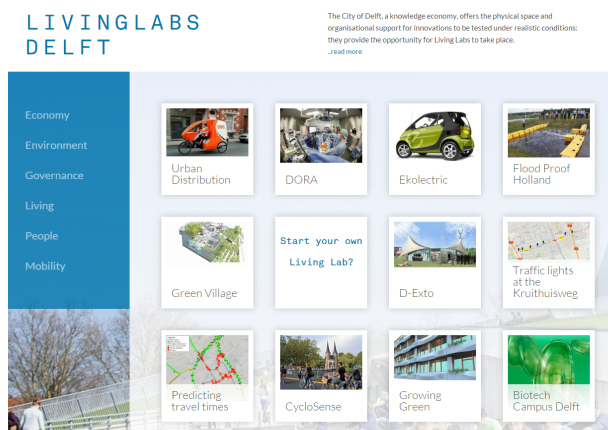 LIVINGLABS
DELFT
The City of Delft, a knowledge economy, offers the physical space and
organisational support for innovations to be tested under realistic conditions:
they provide the opportunity for Living Labs to take place.
..read more
Economy
Environment
Governance
Living
People
Mobility
Urban
Distribution
DORA
Ekolectric
Flood Proof
Holland
Green Village
Start your own
Living Lab?
D-Exto
Traffic lights
at the
Kruithuisweg
Predicting
travel times
CycloSense
Growing
Green
Biotech
Campus Delft